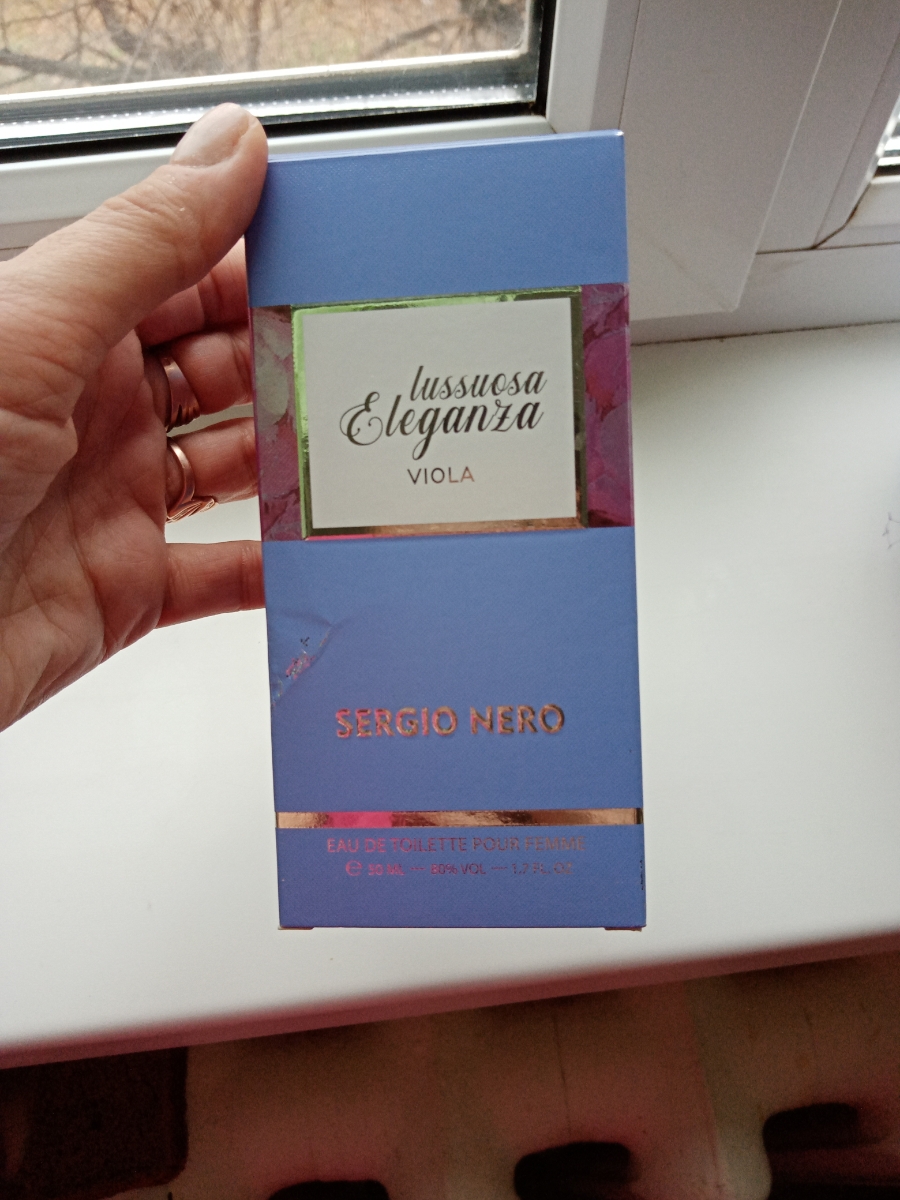 lussuosa
Eleganza
VIOLA
SERGIO NERO
EAU DE TOILETTE POUR FEMME
℮ 50 ML — 80% VOL — 1.7 FL. OZ